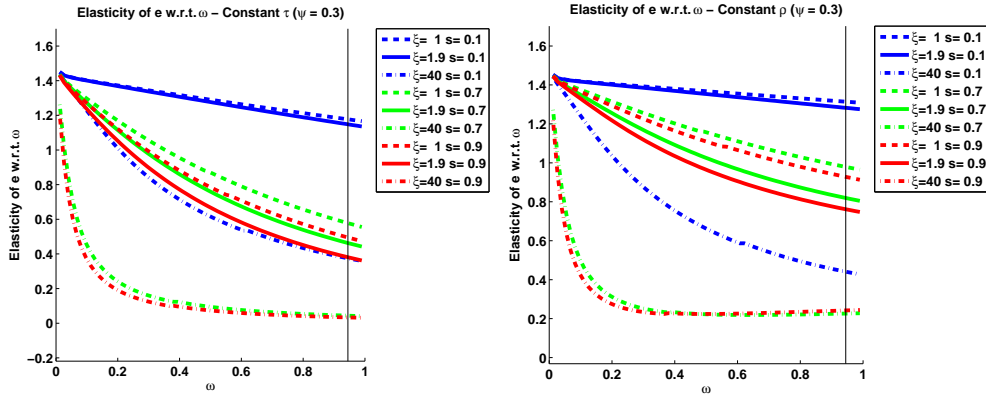 Elasticity of e w.r.t. ω − Constant τ (ψ = 0.3)
Elasticity of e w.r.t. ω
1.6
1.4
1.2
1
0.8
0.6
0.4
0.2
0
−0.2
0
0.2
0.4
0.6
0.8
1
ω
ξ= 1 s= 0.1
ξ=1.9 s= 0.1
ξ=40 s= 0.1
ξ= 1 s= 0.7
ξ=1.9 s= 0.7
ξ=40 s= 0.7
ξ= 1 s= 0.9
ξ=1.9 s= 0.9
ξ=40 s= 0.9
Elasticity of e w.r.t. ω − Constant ρ (ψ = 0.3)
Elasticity of e w.r.t. ω
1.6
1.4
1.2
1
0.8
0.6
0.4
0.2
0
0
0.2
0.4
0.6
0.8
1
ω
ξ= 1 s= 0.1
ξ=1.9 s= 0.1
ξ=40 s= 0.1
ξ= 1 s= 0.7
ξ=1.9 s= 0.7
ξ=40 s= 0.7
ξ= 1 s= 0.9
ξ=1.9 s= 0.9
ξ=40 s= 0.9